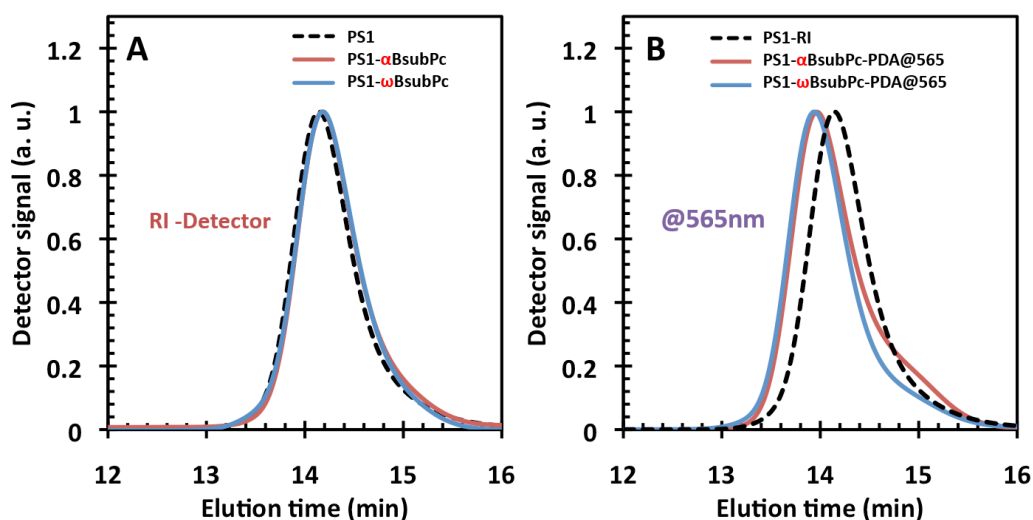 A
PS1
PS1-αBsubPc
PS1-ωBsubPc
RI -Detector
Detector signal (a. u.)
1.2
1
0.8
0.6
0.4
0.2
0
12 13 14 15 16
Elution time (min)
B
PS1-RI
PS1-αBsubPc-PDA@565
PS1-ωBsubPc-PDA@565
@565nm
Detector signal (a. u.)
1.2
1
0.8
0.6
0.4
0.2
0
12 13 14 15 16
Elution time (min)